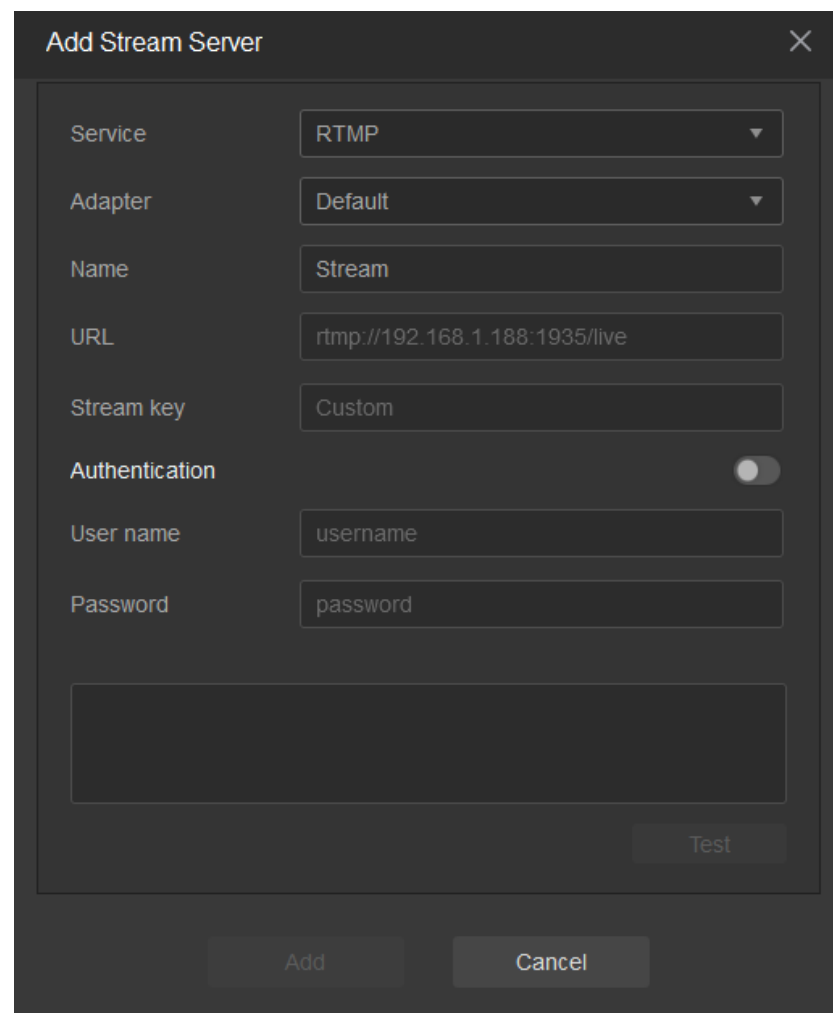 Add Stream Server
Service RTMP
Adapter Default
Name Stream
URL rtmp://192.168.1.188:1935/live
Stream key Custom
Authentication
User name username
Password password
Test
Add Cancel